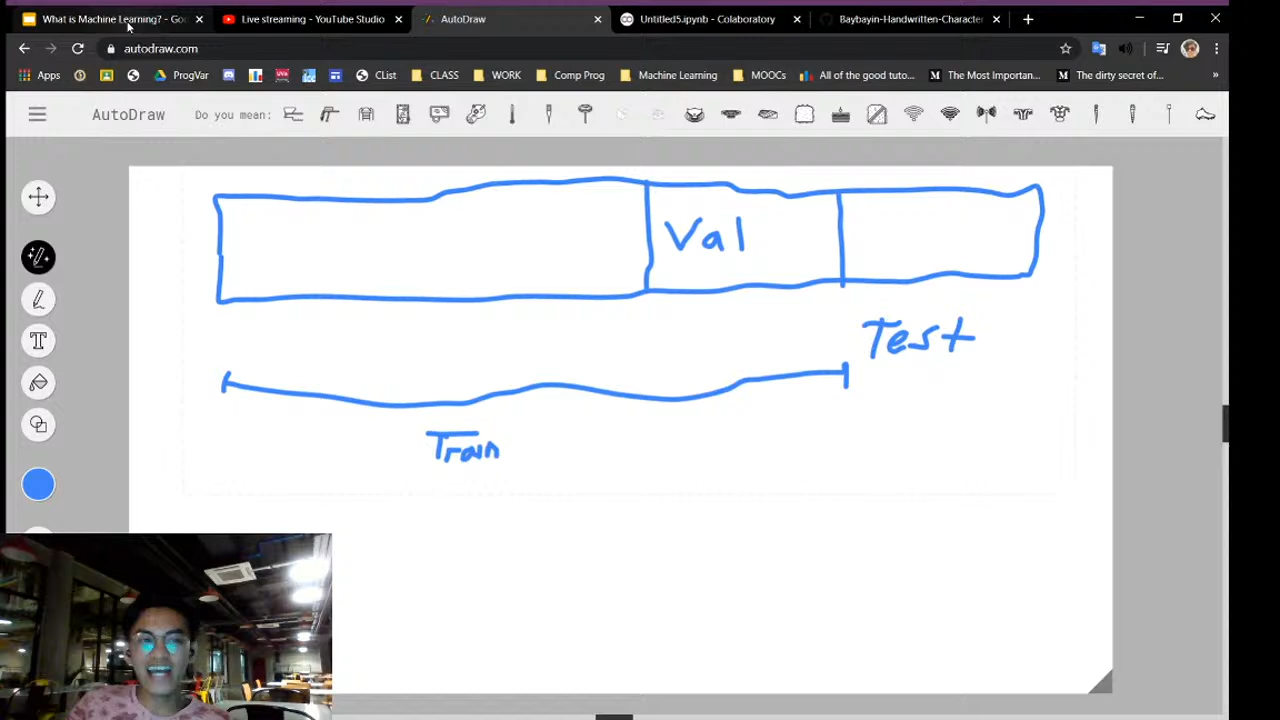 What is Machine Learning? - Goo
Live streaming - YouTube Studio
AutoDraw
Untitled5.ipynb - Colaboratory
Baybayin-Handwritten-Character
autodraw.com
Apps
ProgVar
CList
CLASS
WORK
Comp Prog
Machine Learning
MOOCs
All of the good tuto...
The Most Importan...
The dirty secret of...
AutoDraw
Do you mean:
Val
Test
Train